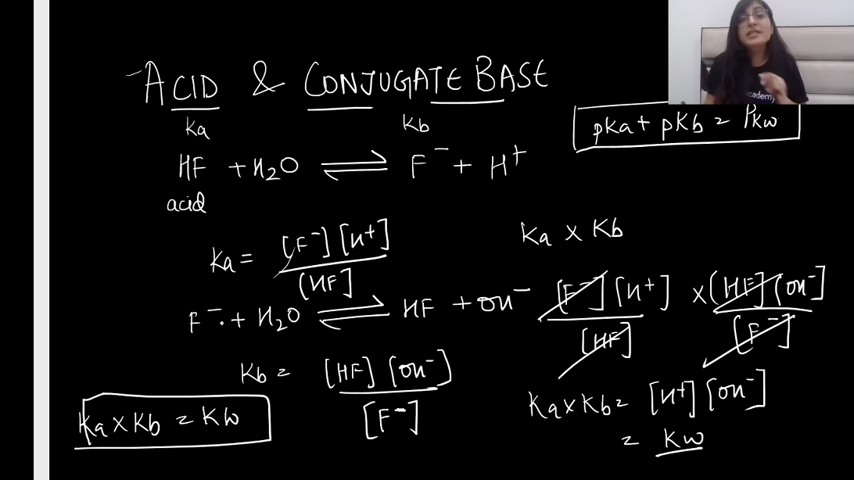 ACID & CONJUGATE BASE
Ka
Kb
cademy
pKa + pKb = PKw
HF + H2O ⇌ F⁻ + H⁺
acid
Ka = [F⁻] [H⁺] / [HF]
Ka x Kb
F⁻ + H2O ⇌ HF + OH⁻
[F⁻] [H⁺] / [HF] x [HF] [OH⁻] / [F⁻]
Kb = [HF] [OH⁻] / [F⁻]
Ka x Kb = [H⁺] [OH⁻]
= Kw
Ka x Kb = Kw